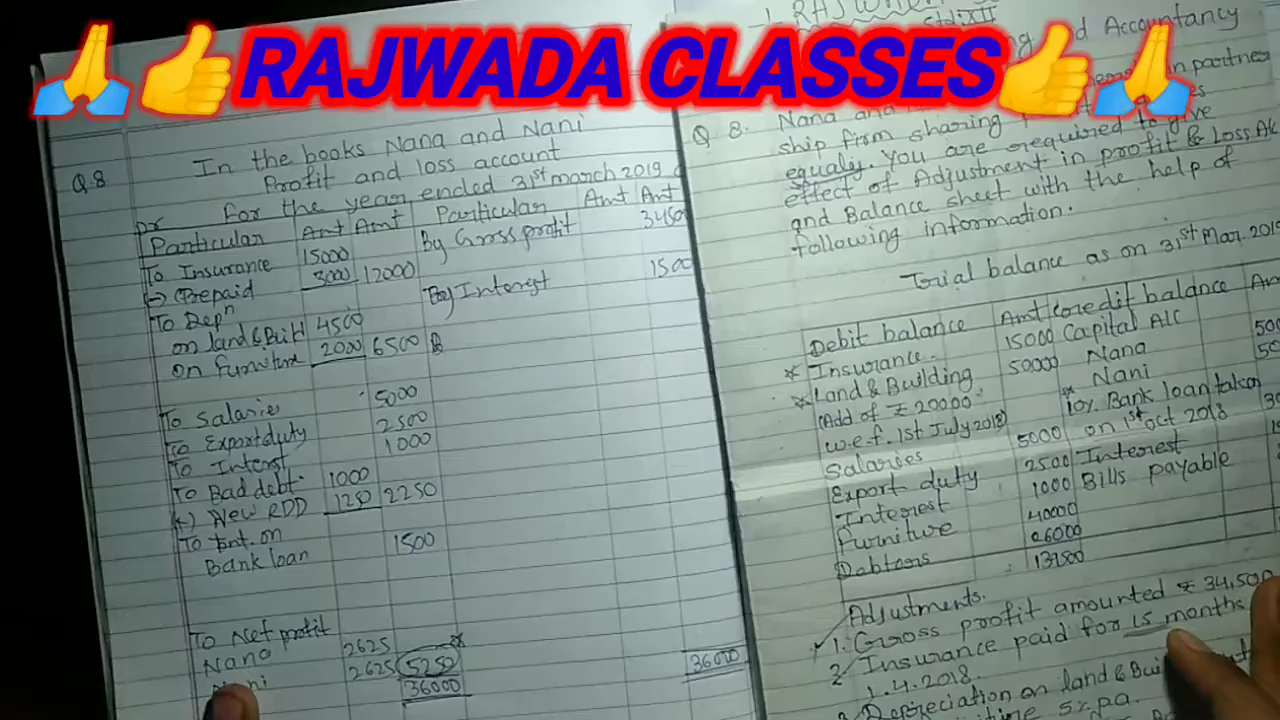 RAJWADA CLASSES
Q.8 In the books Nana and Nani
Profit and loss account
For the year ended 31st march 2019
Dr
Particular Amt Amt Particular Amt Amt
To Insurance 15000 By Gross profit 34500
(-) Prepaid 3000 12000 By Interest 1500
To Depn
on land & Buil 4500
on furniture 2000 6500
To Salaries 5000
To Export duty 2500
To Interst 1000
To Bad debt 1000
(+) New RDD 1250 2250
To Int. on
Bank loan 1500
To Net profit
Nana 2625
2625 5250
36000 36000
Std:XII
Accountancy
Q 8. Nana and
ship from sharing
equaly. You are required to give
effect of Adjustment in profit & Loss A/c
and Balance sheet with the help of
following information.
Trial balance as on 31st Mar. 2019
Debit balance Amt Credit balance
* Insurance. 15000 Capital A/C
* Land & Building 50000 Nana
(Add of ₹ 20000 Nani
w.e.f. 1st July 2018) 10% Bank loan taken
Salaries 5000 on 1st oct 2018
Export duty 2500 Interest
Interest 1000 Bills payable
Furniture 40000
Debtors 26000
Adjustments.
1. Gross profit amounted ₹ 34,500
2 Insurance paid for 15 months
1.4.2018.
3 Depreciation on land &
5% pa.